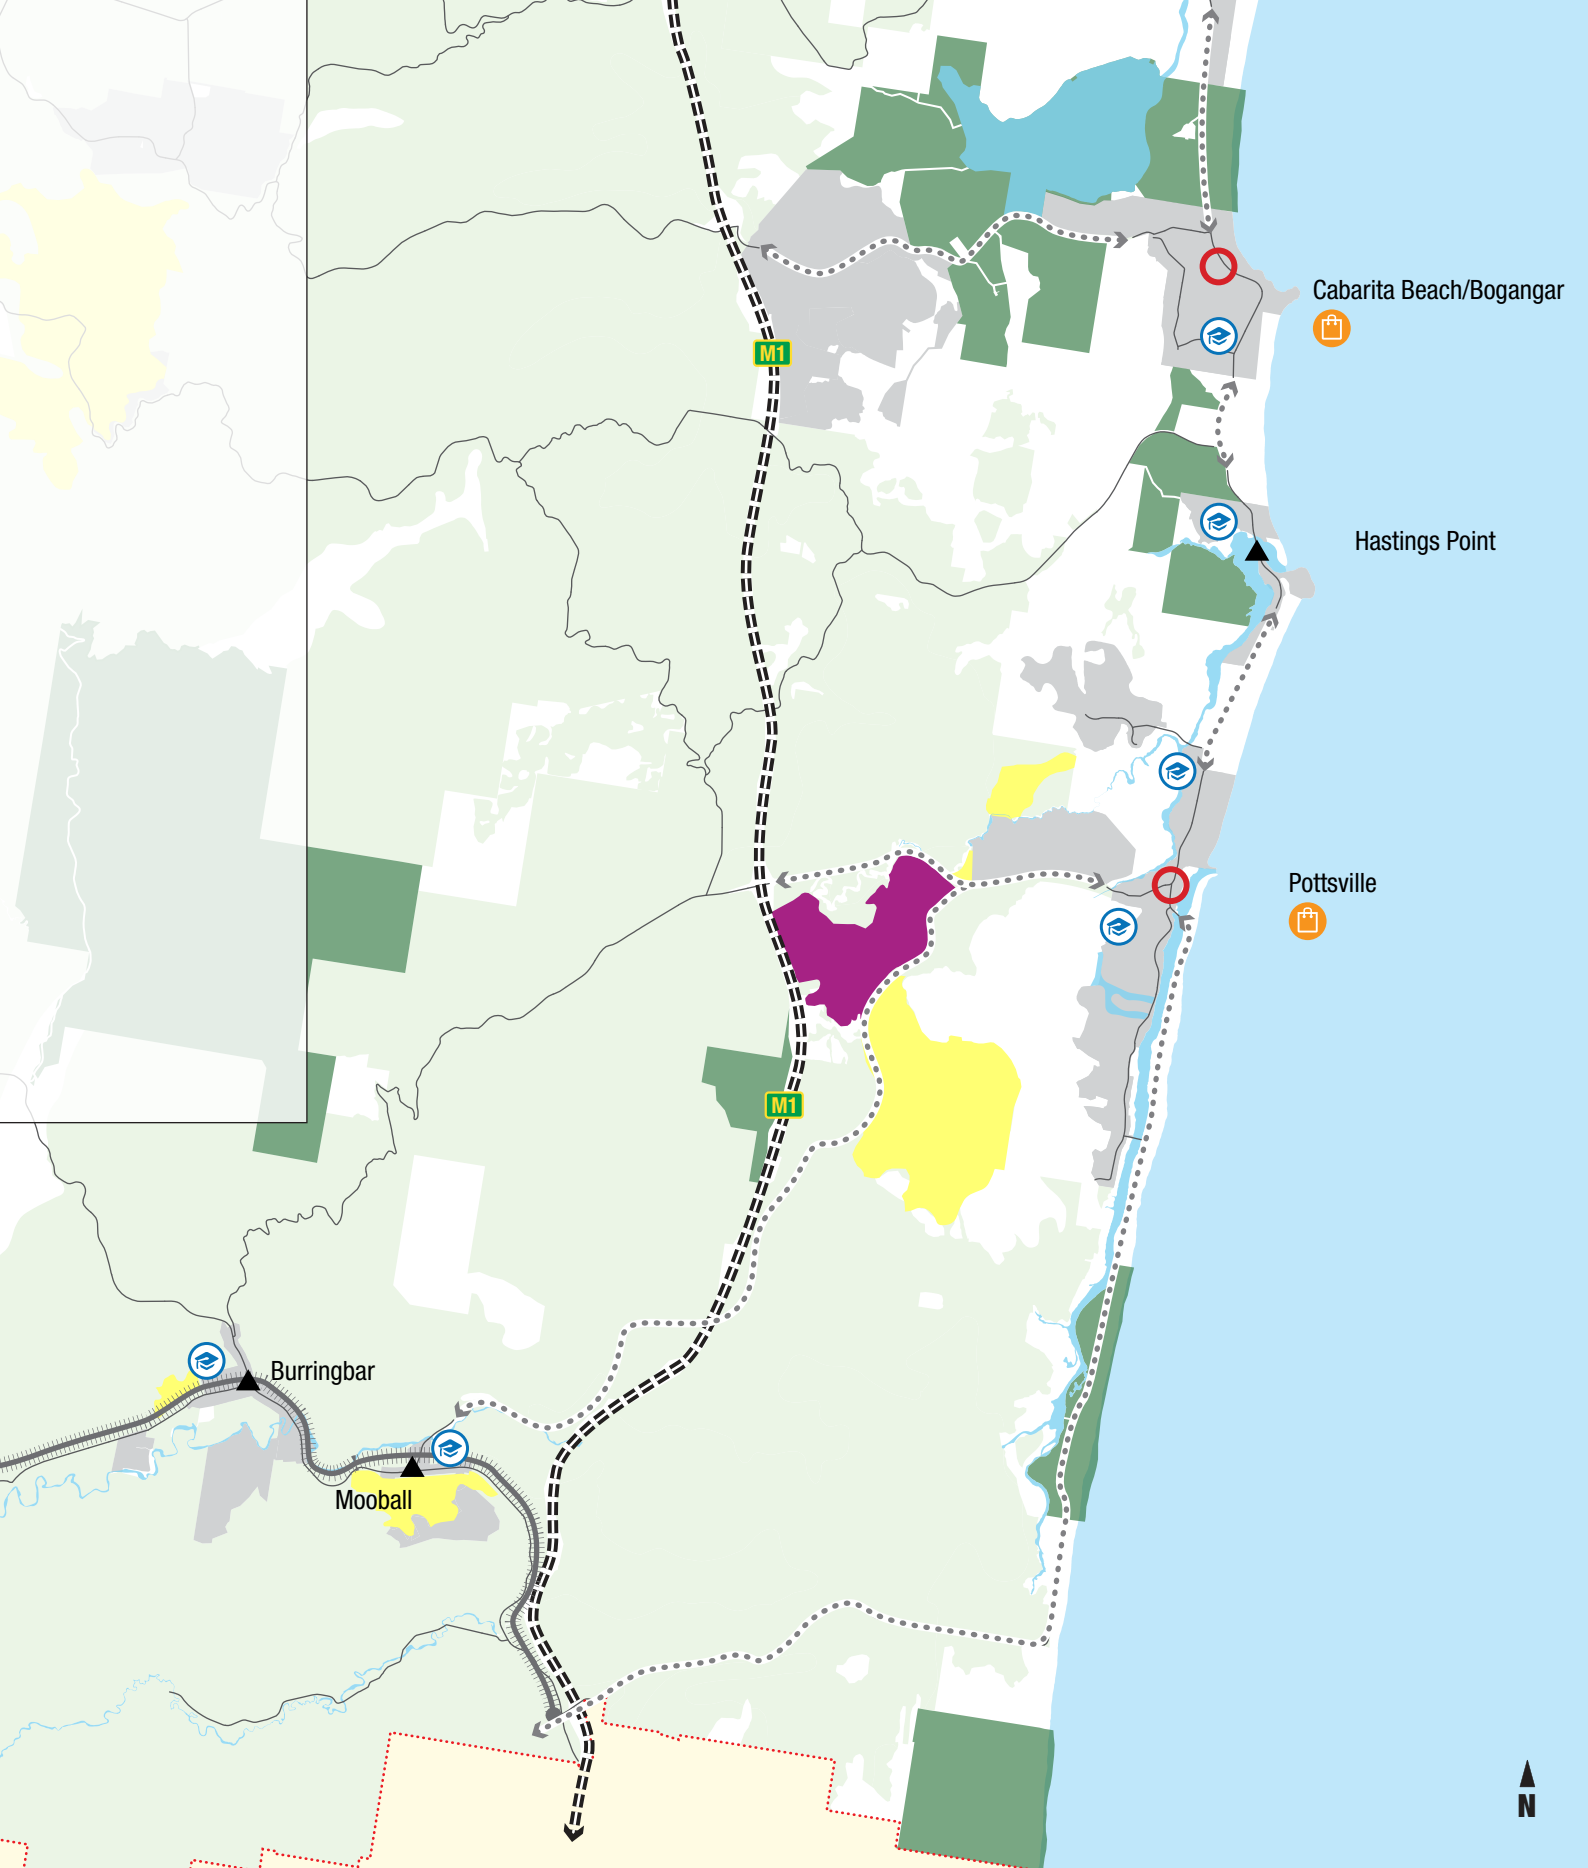 Cabarita Beach/Bogangar
M1
Hastings Point
Pottsville
M1
Burringbar
Mooball
N